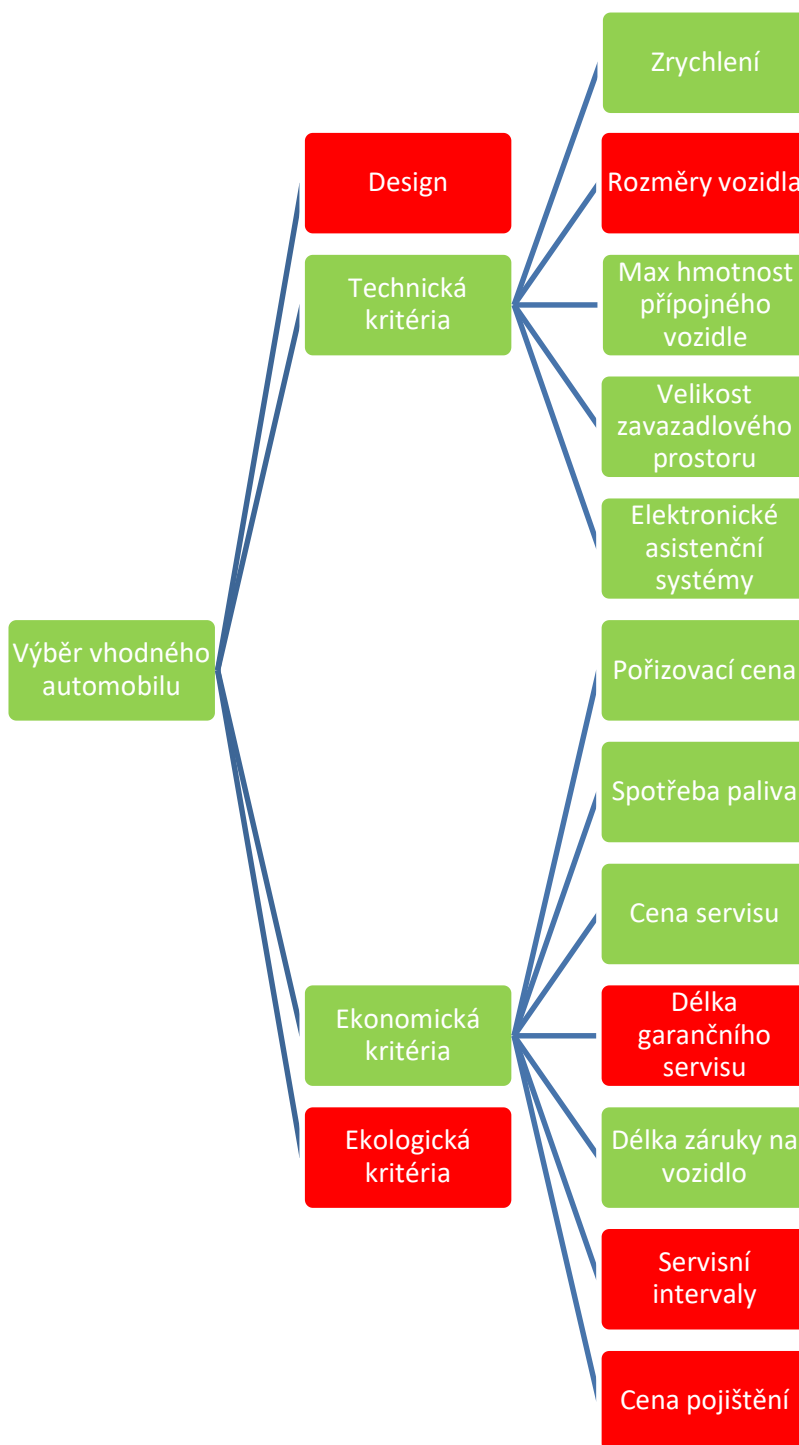 Zrychlení
Design
Rozměry vozidla
Technická
kritéria
Max hmotnost
přípojného
vozidle
Velikost
zavazadlového
prostoru
Elektronické
asistenční
systémy
Výběr vhodného
automobilu
Pořizovací cena
Spotřeba paliva
Cena servisu
Ekonomická
kritéria
Délka
garančního
servisu
Ekologická
kritéria
Délka záruky na
vozidlo
Servisní
intervaly
Cena pojištění